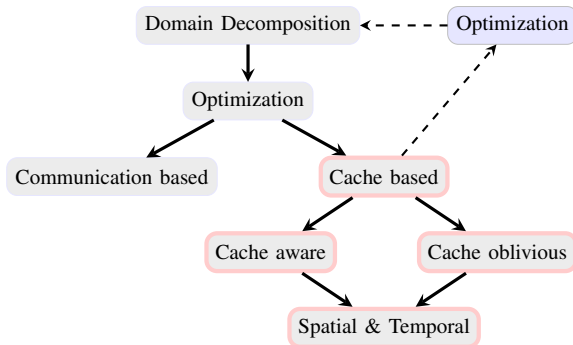 Domain Decomposition
Optimization
Optimization
Communication based
Cache based
Cache aware
Cache oblivious
Spatial & Temporal